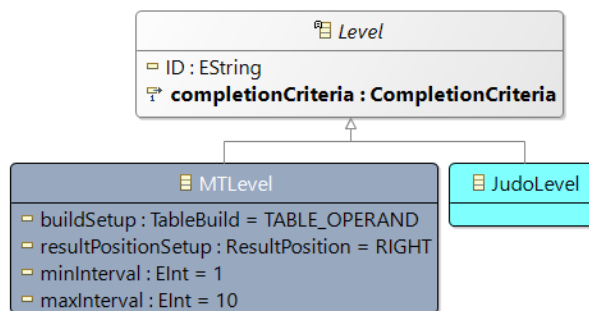 Level
ID : EString
completionCriteria : CompletionCriteria
MTLevel
buildSetup : TableBuild = TABLE_OPERAND
resultPositionSetup : ResultPosition = RIGHT
minInterval : EInt = 1
maxInterval : EInt = 10
JudoLevel